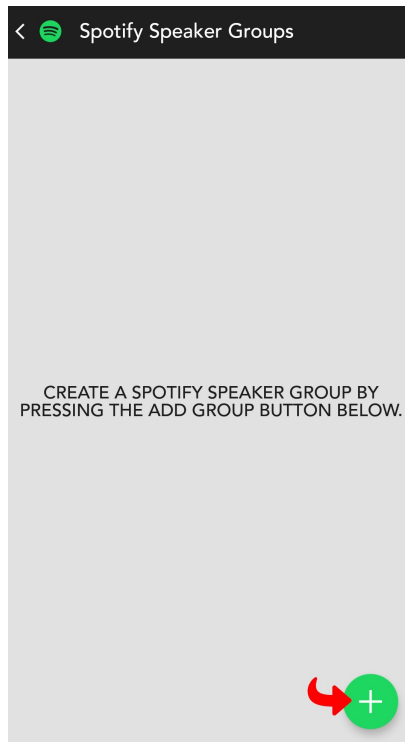 Spotify Speaker Groups
CREATE A SPOTIFY SPEAKER GROUP BY
PRESSING THE ADD GROUP BUTTON BELOW.